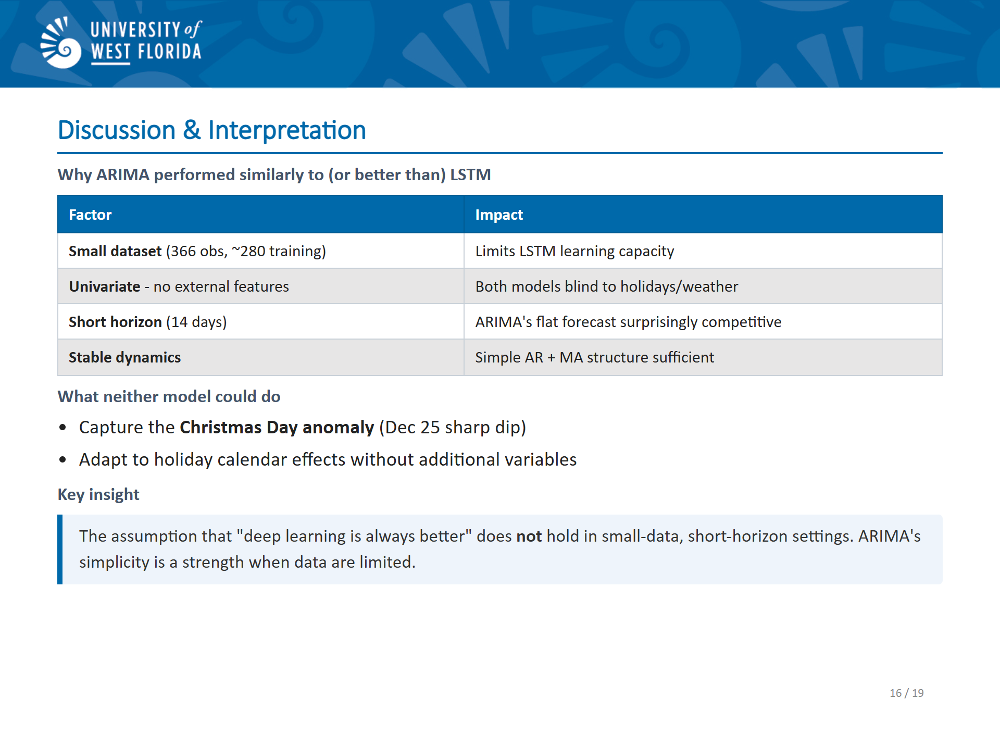 UNIVERSITY of
WEST FLORIDA
Discussion & Interpretation
Why ARIMA performed similarly to (or better than) LSTM
Factor Impact
Small dataset (366 obs, ~280 training) Limits LSTM learning capacity
Univariate - no external features Both models blind to holidays/weather
Short horizon (14 days) ARIMA's flat forecast surprisingly competitive
Stable dynamics Simple AR + MA structure sufficient
What neither model could do
• Capture the Christmas Day anomaly (Dec 25 sharp dip)
• Adapt to holiday calendar effects without additional variables
Key insight
The assumption that "deep learning is always better" does not hold in small-data, short-horizon settings. ARIMA's
simplicity is a strength when data are limited.
16 / 19